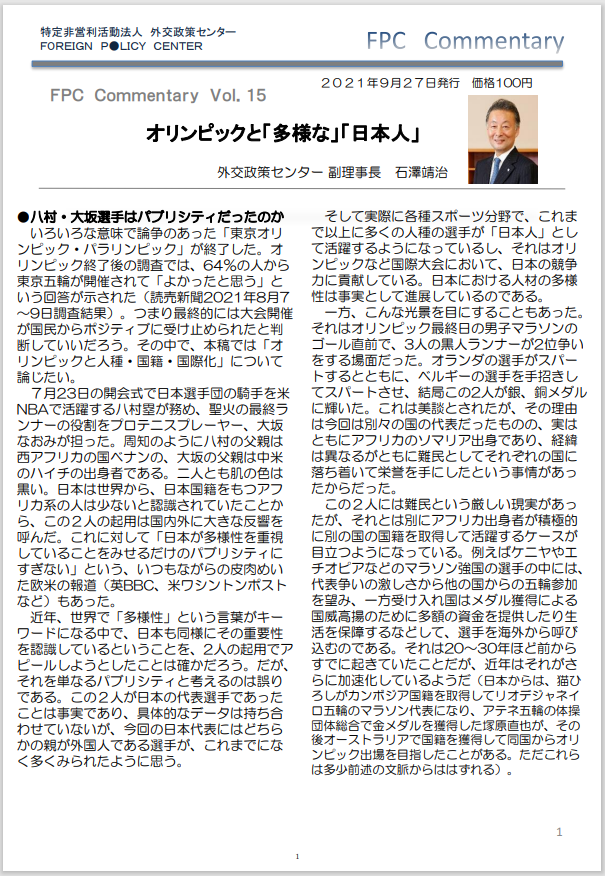 特定非営利活動法人　外交政策センター
FOREIGN P●LICY CENTER
FPC Commentary
FPC Commentary Vol. 15
2021年9月27日発行　価格100円
オリンピックと「多様な」「日本人」
外交政策センター 副理事長　石澤靖治
●八村・大坂選手はパブリシティだったのか
いろいろな意味で論争のあった「東京オリ
ンピック・パラリンピック」が終了した。オ
リンピック終了後の調査では、64％の人から
東京五輪が開催されて「よかったと思う」と
いう回答が示された（読売新聞2021年8月7
～9日調査結果）。つまり最終的には大会開催
が国民からポジティブに受け止められたと判
断していいだろう。その中で、本稿では「オ
リンピックと人種・国籍・国際化」について
論じたい。
７月23日の開会式で日本選手団の騎手を米
NBAで活躍する八村塁が務め、聖火の最終ラ
ンナーの役割をプロテニスプレーヤー、大坂
なおみが担った。周知のように八村の父親は
西アフリカの国ベナンの、大坂の父親は中米
のハイチの出身者である。二人とも肌の色は
黒い。日本は世界から、日本国籍をもつアフ
リカ系の人は少ないと認識されていたことか
ら、この２人の起用は国内外に大きな反響を
呼んだ。これに対して「日本が多様性を重視
していることをみせるだけのパブリシティに
すぎない」という、いつもながらの皮肉めい
た欧米の報道（英BBC、米ワシントンポスト
など）もあった。
近年、世界で「多様性」という言葉がキー
ワードになる中で、日本も同様にその重要性
を認識しているということを、2人の起用でア
ピールしようとしたことは確かだろう。だが、
それを単なるパブリシティと考えるのは誤り
である。この２人が日本の代表選手であった
ことは事実であり、具体的なデータは持ち合
わせていないが、今回の日本代表にはどちら
かの親が外国人である選手が、これまでにな
く多くみられたように思う。
そして実際に各種スポーツ分野で、これま
で以上に多くの人種の選手が「日本人」とし
て活躍するようになっているし、それはオリ
ンピックなど国際大会において、日本の競争
力に貢献している。日本における人材の多様
性は事実として進展しているのである。
一方、こんな光景を目にすることもあった。
それはオリンピック最終日の男子マラソンの
ゴール直前で、３人の黒人ランナーが2位争い
をする場面だった。オランダの選手がスパー
トするとともに、ベルギーの選手を手招きし
てスパートさせ、結局この２人が銀、銅メダル
に輝いた。これは美談とされたが、その理由
は今回は別々の国の代表だったものの、実は
ともにアフリカのソマリア出身であり、経緯
は異なるがともに難民としてそれぞれの国に
落ち着いて栄誉を手にしたという事情があっ
たからだった。
この２人には難民という厳しい現実があっ
たが、それとは別にアフリカ出身者が積極的
に別の国の国籍を取得して活躍するケースが
目立つようになっている。例えばケニヤやエ
チオピアなどのマラソン強国の選手の中には、
代表争いの激しさから他の国からの五輪参加
を望み、一方受け入れ国はメダル獲得による
国威高揚のために多額の資金を提供したり生
活を保障するなどして、選手を海外から呼び
込むのである。それは20～30年ほど前から
すでに起きていたことだが、近年はそれがさ
らに加速化しているようだ（日本からは、猫ひ
ろしがカンボジア国籍を取得してリオデジャネイ
ロ五輪のマラソン代表になり、アテネ五輪の体操
団体総合で金メダルを獲得した塚原直也が、その
後オーストラリアで国籍を獲得して同国からオリ
ンピック出場を目指したことがある。ただこれら
は多少前述の文脈からははずれる）。
1
1